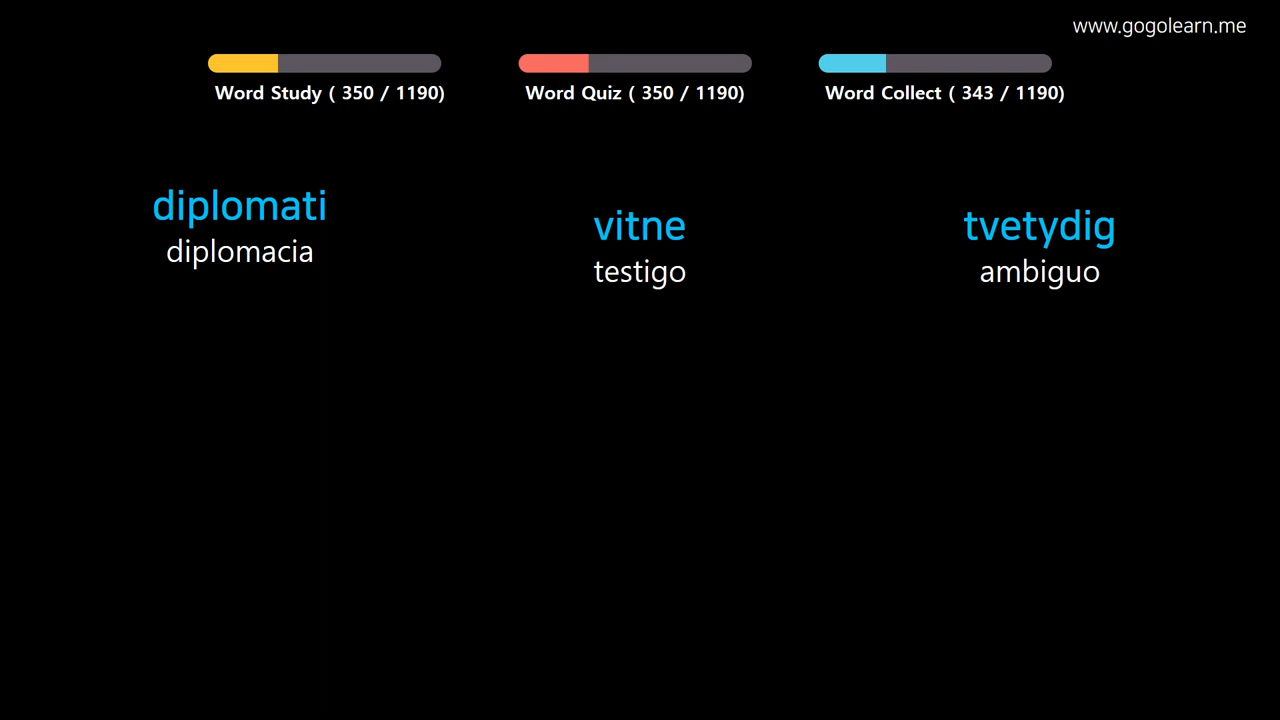 www.gogolearn.me
Word Study ( 350 / 1190)
Word Quiz ( 350 / 1190)
Word Collect ( 343 / 1190)
diplomati
diplomacia
vitne
testigo
tvetydig
ambiguo